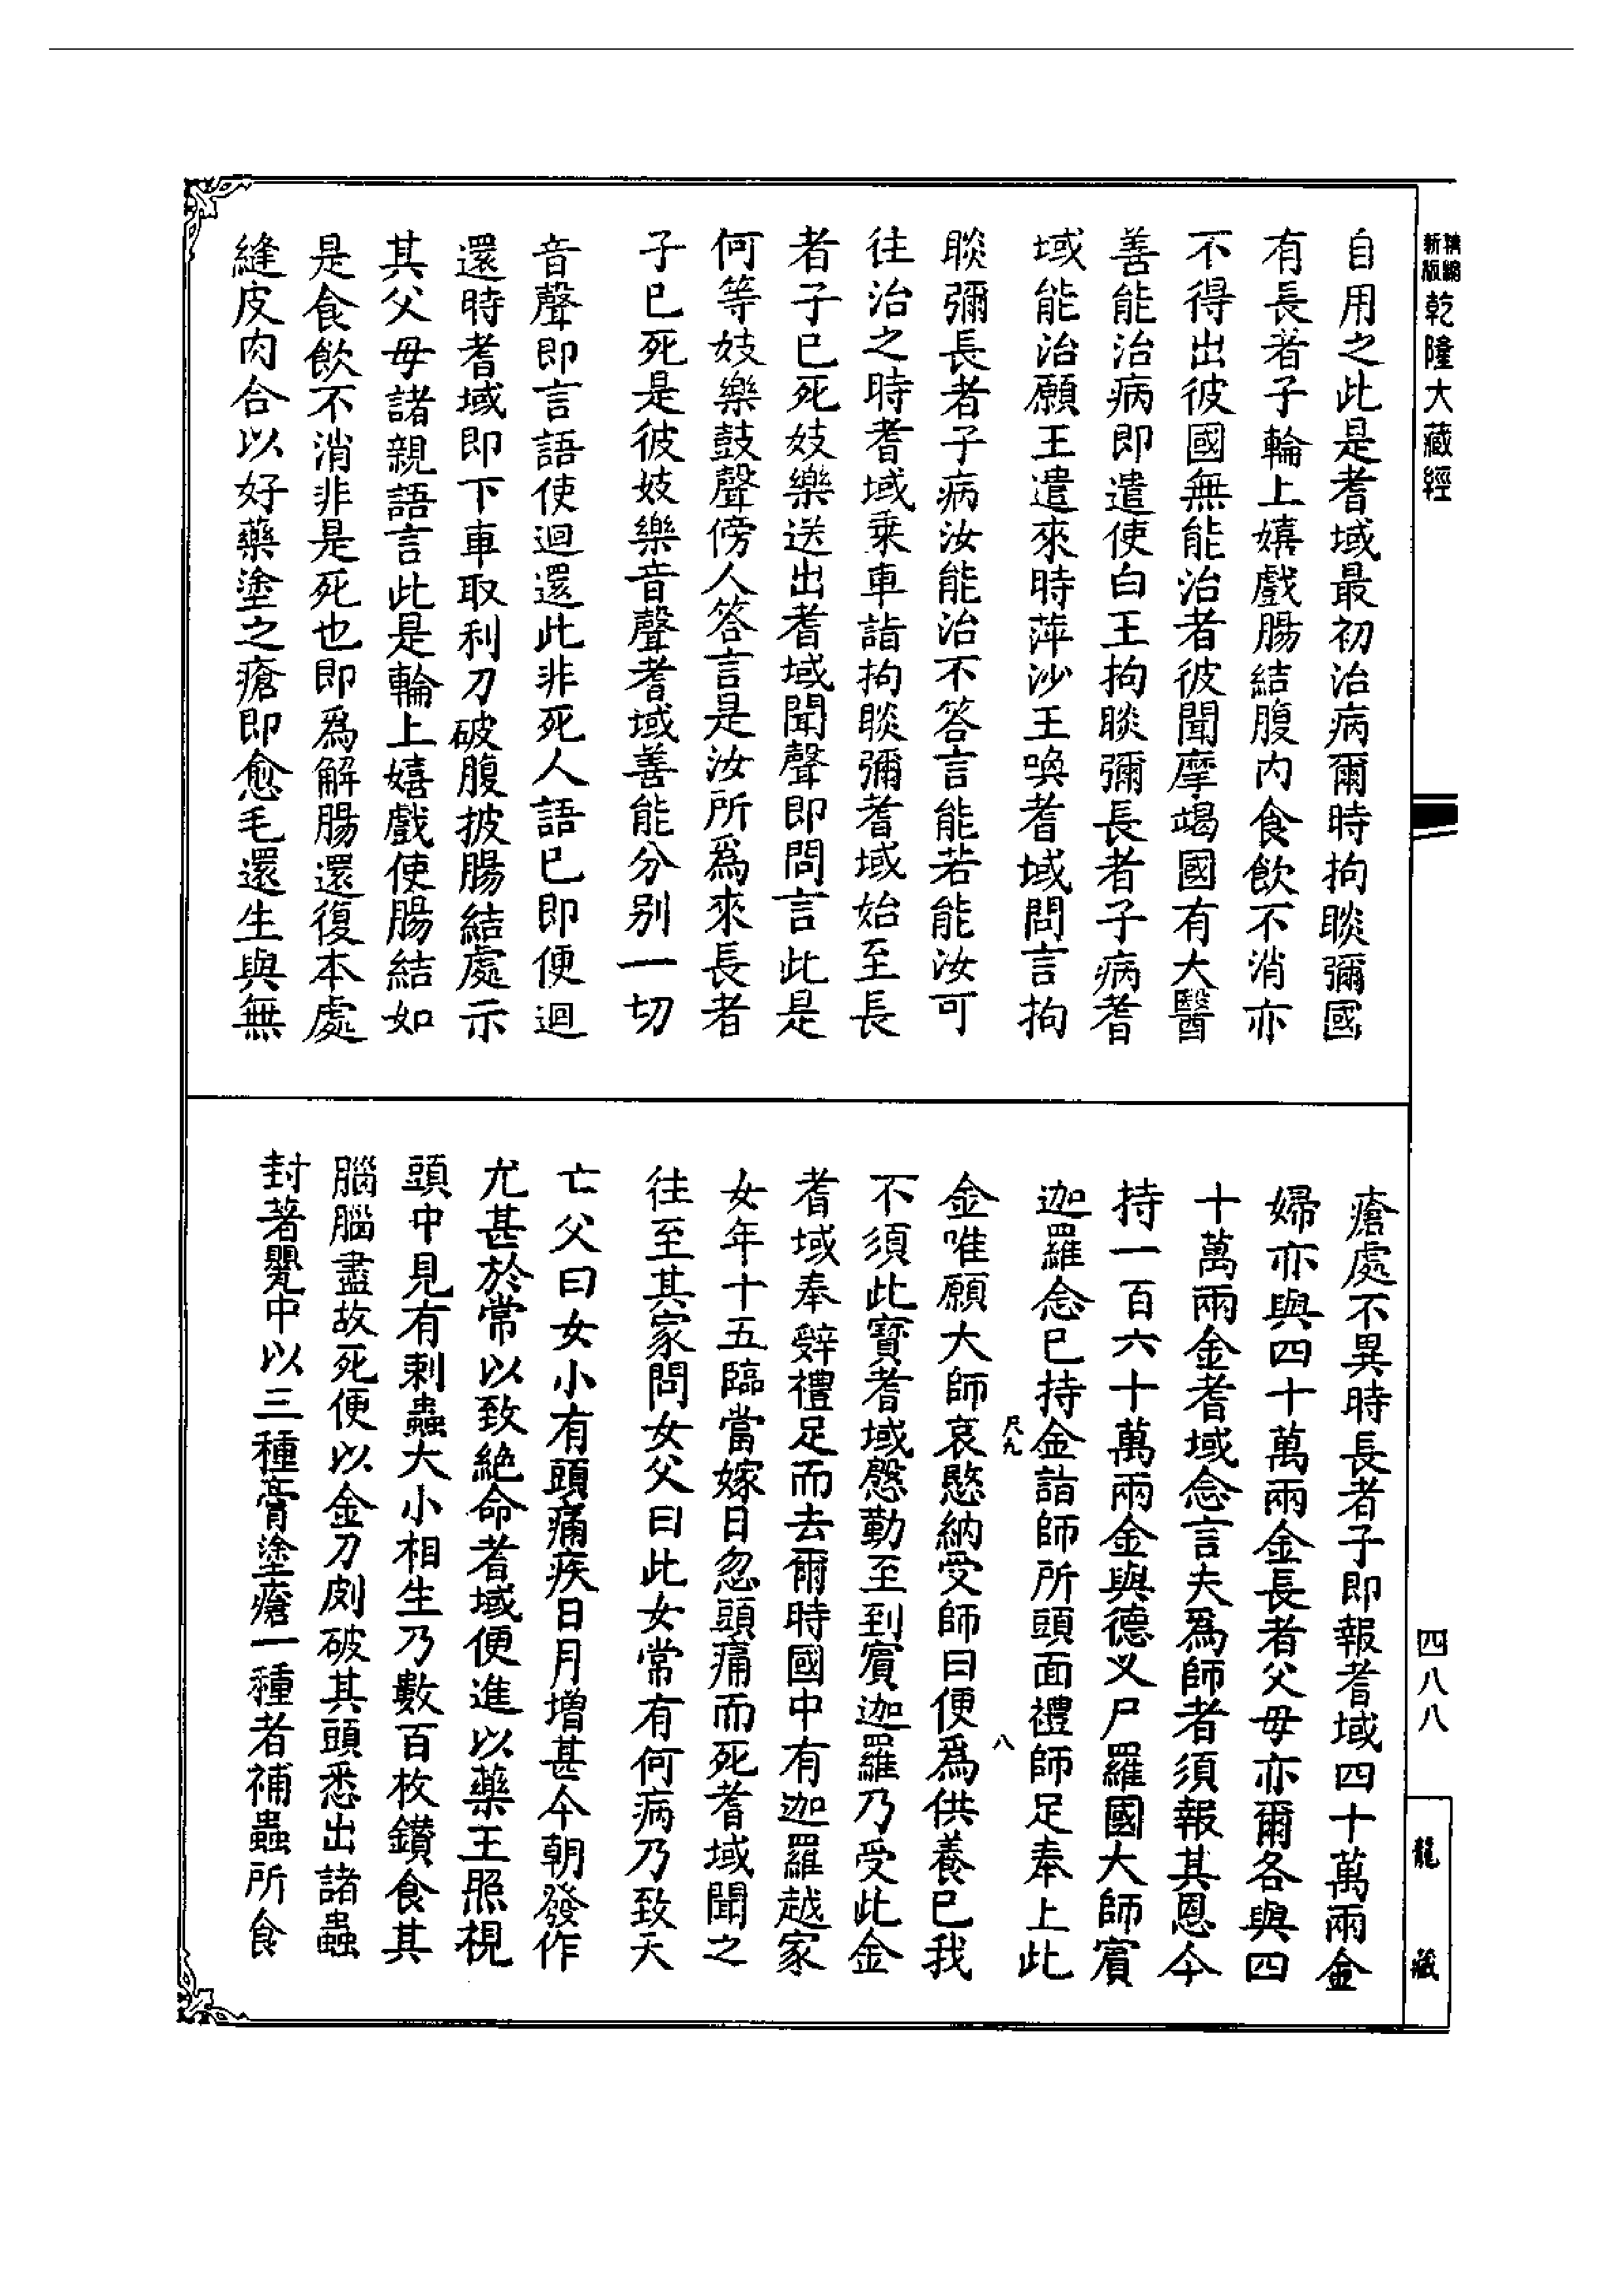 精編新版乾隆大藏經
四八八
龍藏
自用之此是耆域最初治病爾時拘睒彌國
有長者子輪上嬉戲腸結腹內食飲不消亦
不得出彼國無能治者彼聞摩竭國有大醫
善能治病即遣使白王拘睒彌長者子病耆
域能治願王遣來時蓱沙王喚耆域問言拘
睒彌長者子病汝能治不答言能若能汝可
往治之時耆域乘車詣拘睒彌耆域始至長
者子已死妓樂送出耆域聞聲即問言此是
何等妓樂鼓聲傍人答言是汝所為來長者
子已死是彼妓樂音聲耆域善能分別一切
音聲即言語使迴還此非死人語已即便迴
還時耆域即下車取利刀破腹披腸結處示
其父母諸親語言此是輪上嬉戲使腸結如
是食飲不消非是死也即為解腸還復本處
縫皮肉合以好藥塗之瘡即愈毛還生與無
瘡處不異時長者子即報耆域四十萬兩金
婦亦與四十萬兩金長者父母亦爾各與四
十萬兩金耆域念言夫為師者須報其恩今
持一百六十萬兩金與德义尸羅國大師賓
迦羅念已持金詣師所頭面禮師足奉上此
尺九
八
金唯願大師哀愍納受師曰便為供養已我
不須此寶耆域慇勤至到賓迦羅乃受此金
耆域奉辤禮足而去爾時國中有迦羅越家
女年十五臨當嫁日忽頭痛而死耆域聞之
往至其家問女父曰此女常有何病乃致夭
亡父曰女小有頭痛疾日月增甚今朝發作
尤甚於常以致絕命耆域便進以藥王照視
頭中見有刺蟲大小相生乃數百枚鑽食其
腦腦盡故死便以金刀㓟破其頭悉出諸蟲
封著甖中以三種膏塗瘡一種者補蟲所食